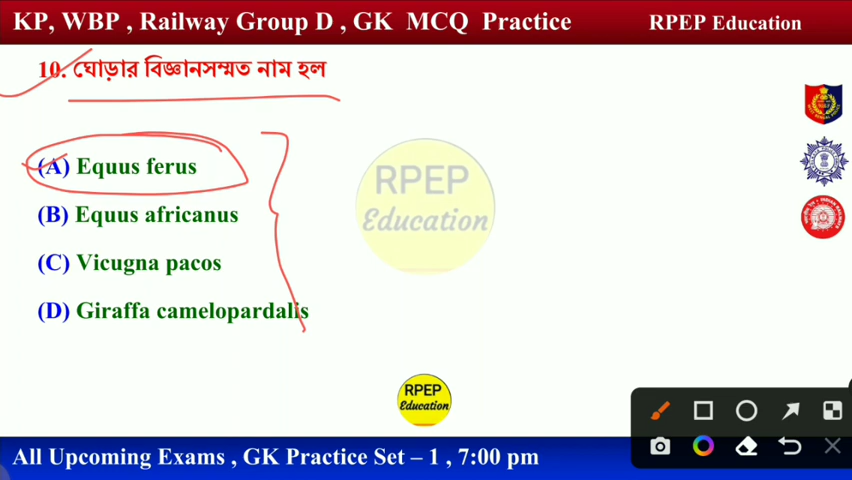 KP, WBP , Railway Group D , GK MCQ Practice
RPEP Education
10. ঘোড়ার বিজ্ঞানসম্মত নাম হল
(A) Equus ferus
(B) Equus africanus
(C) Vicugna pacos
(D) Giraffa camelopardalis
RPEP
Education
RPEP
Education
All Upcoming Exams , GK Practice Set – 1 , 7:00 pm